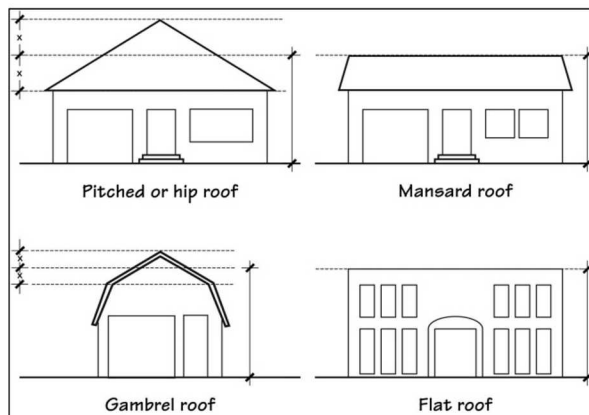 x
x
Pitched or hip roof
Mansard roof
x
x
Gambrel roof
Flat roof